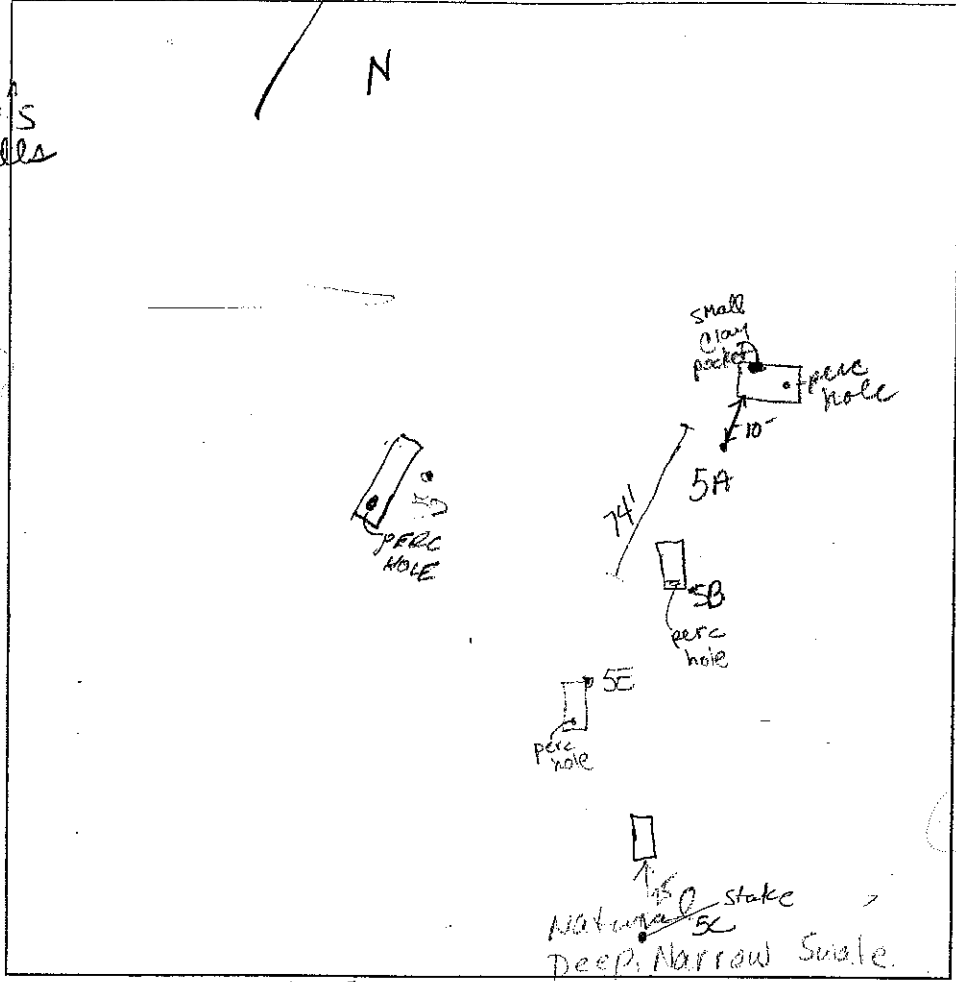 N
S
small
clay
pocket
perc
hole
10'
5A
74'
PERC
HOLE
5B
perc
hole
5E
perc
hole
Natural
stake
5C
Deep, Narrow Swale